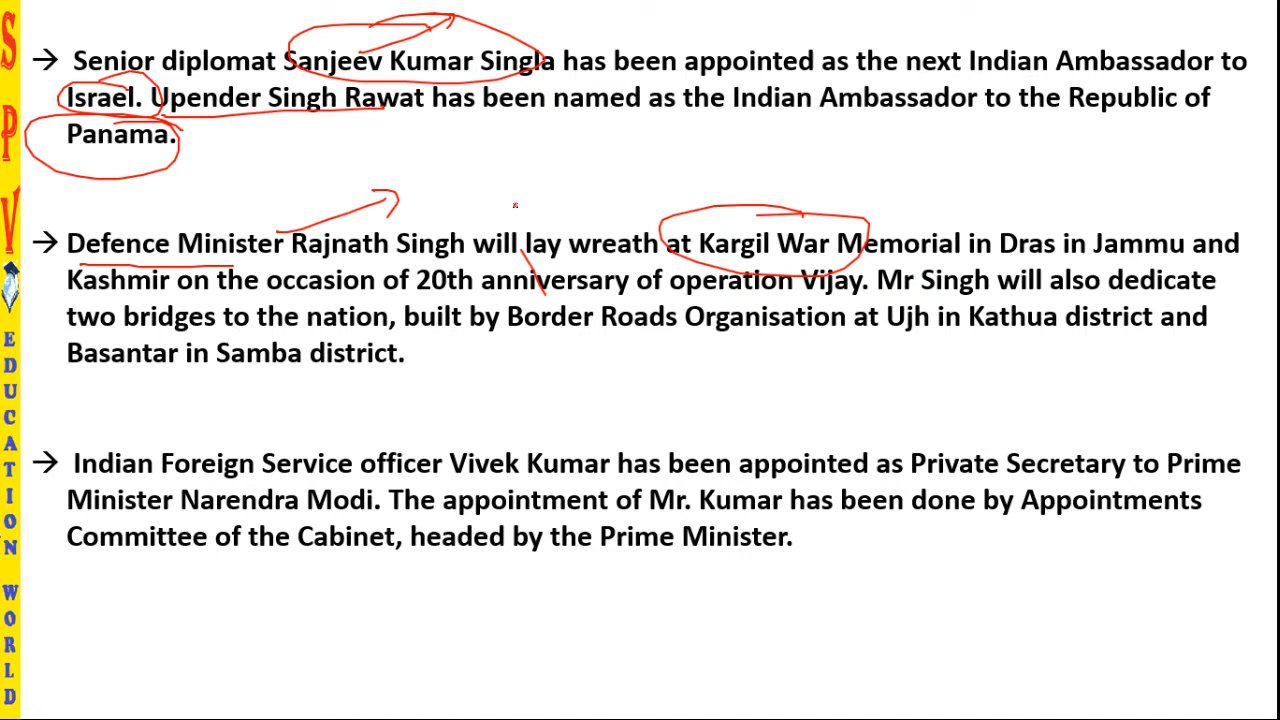 → Senior diplomat Sanjeev Kumar Singla has been appointed as the next Indian Ambassador to
Israel. Upender Singh Rawat has been named as the Indian Ambassador to the Republic of
Panama.
→ Defence Minister Rajnath Singh will lay wreath at Kargil War Memorial in Dras in Jammu and
Kashmir on the occasion of 20th anniversary of operation Vijay. Mr Singh will also dedicate
two bridges to the nation, built by Border Roads Organisation at Ujh in Kathua district and
Basantar in Samba district.
→ Indian Foreign Service officer Vivek Kumar has been appointed as Private Secretary to Prime
Minister Narendra Modi. The appointment of Mr. Kumar has been done by Appointments
Committee of the Cabinet, headed by the Prime Minister.
SPV EDUCATION WORLD